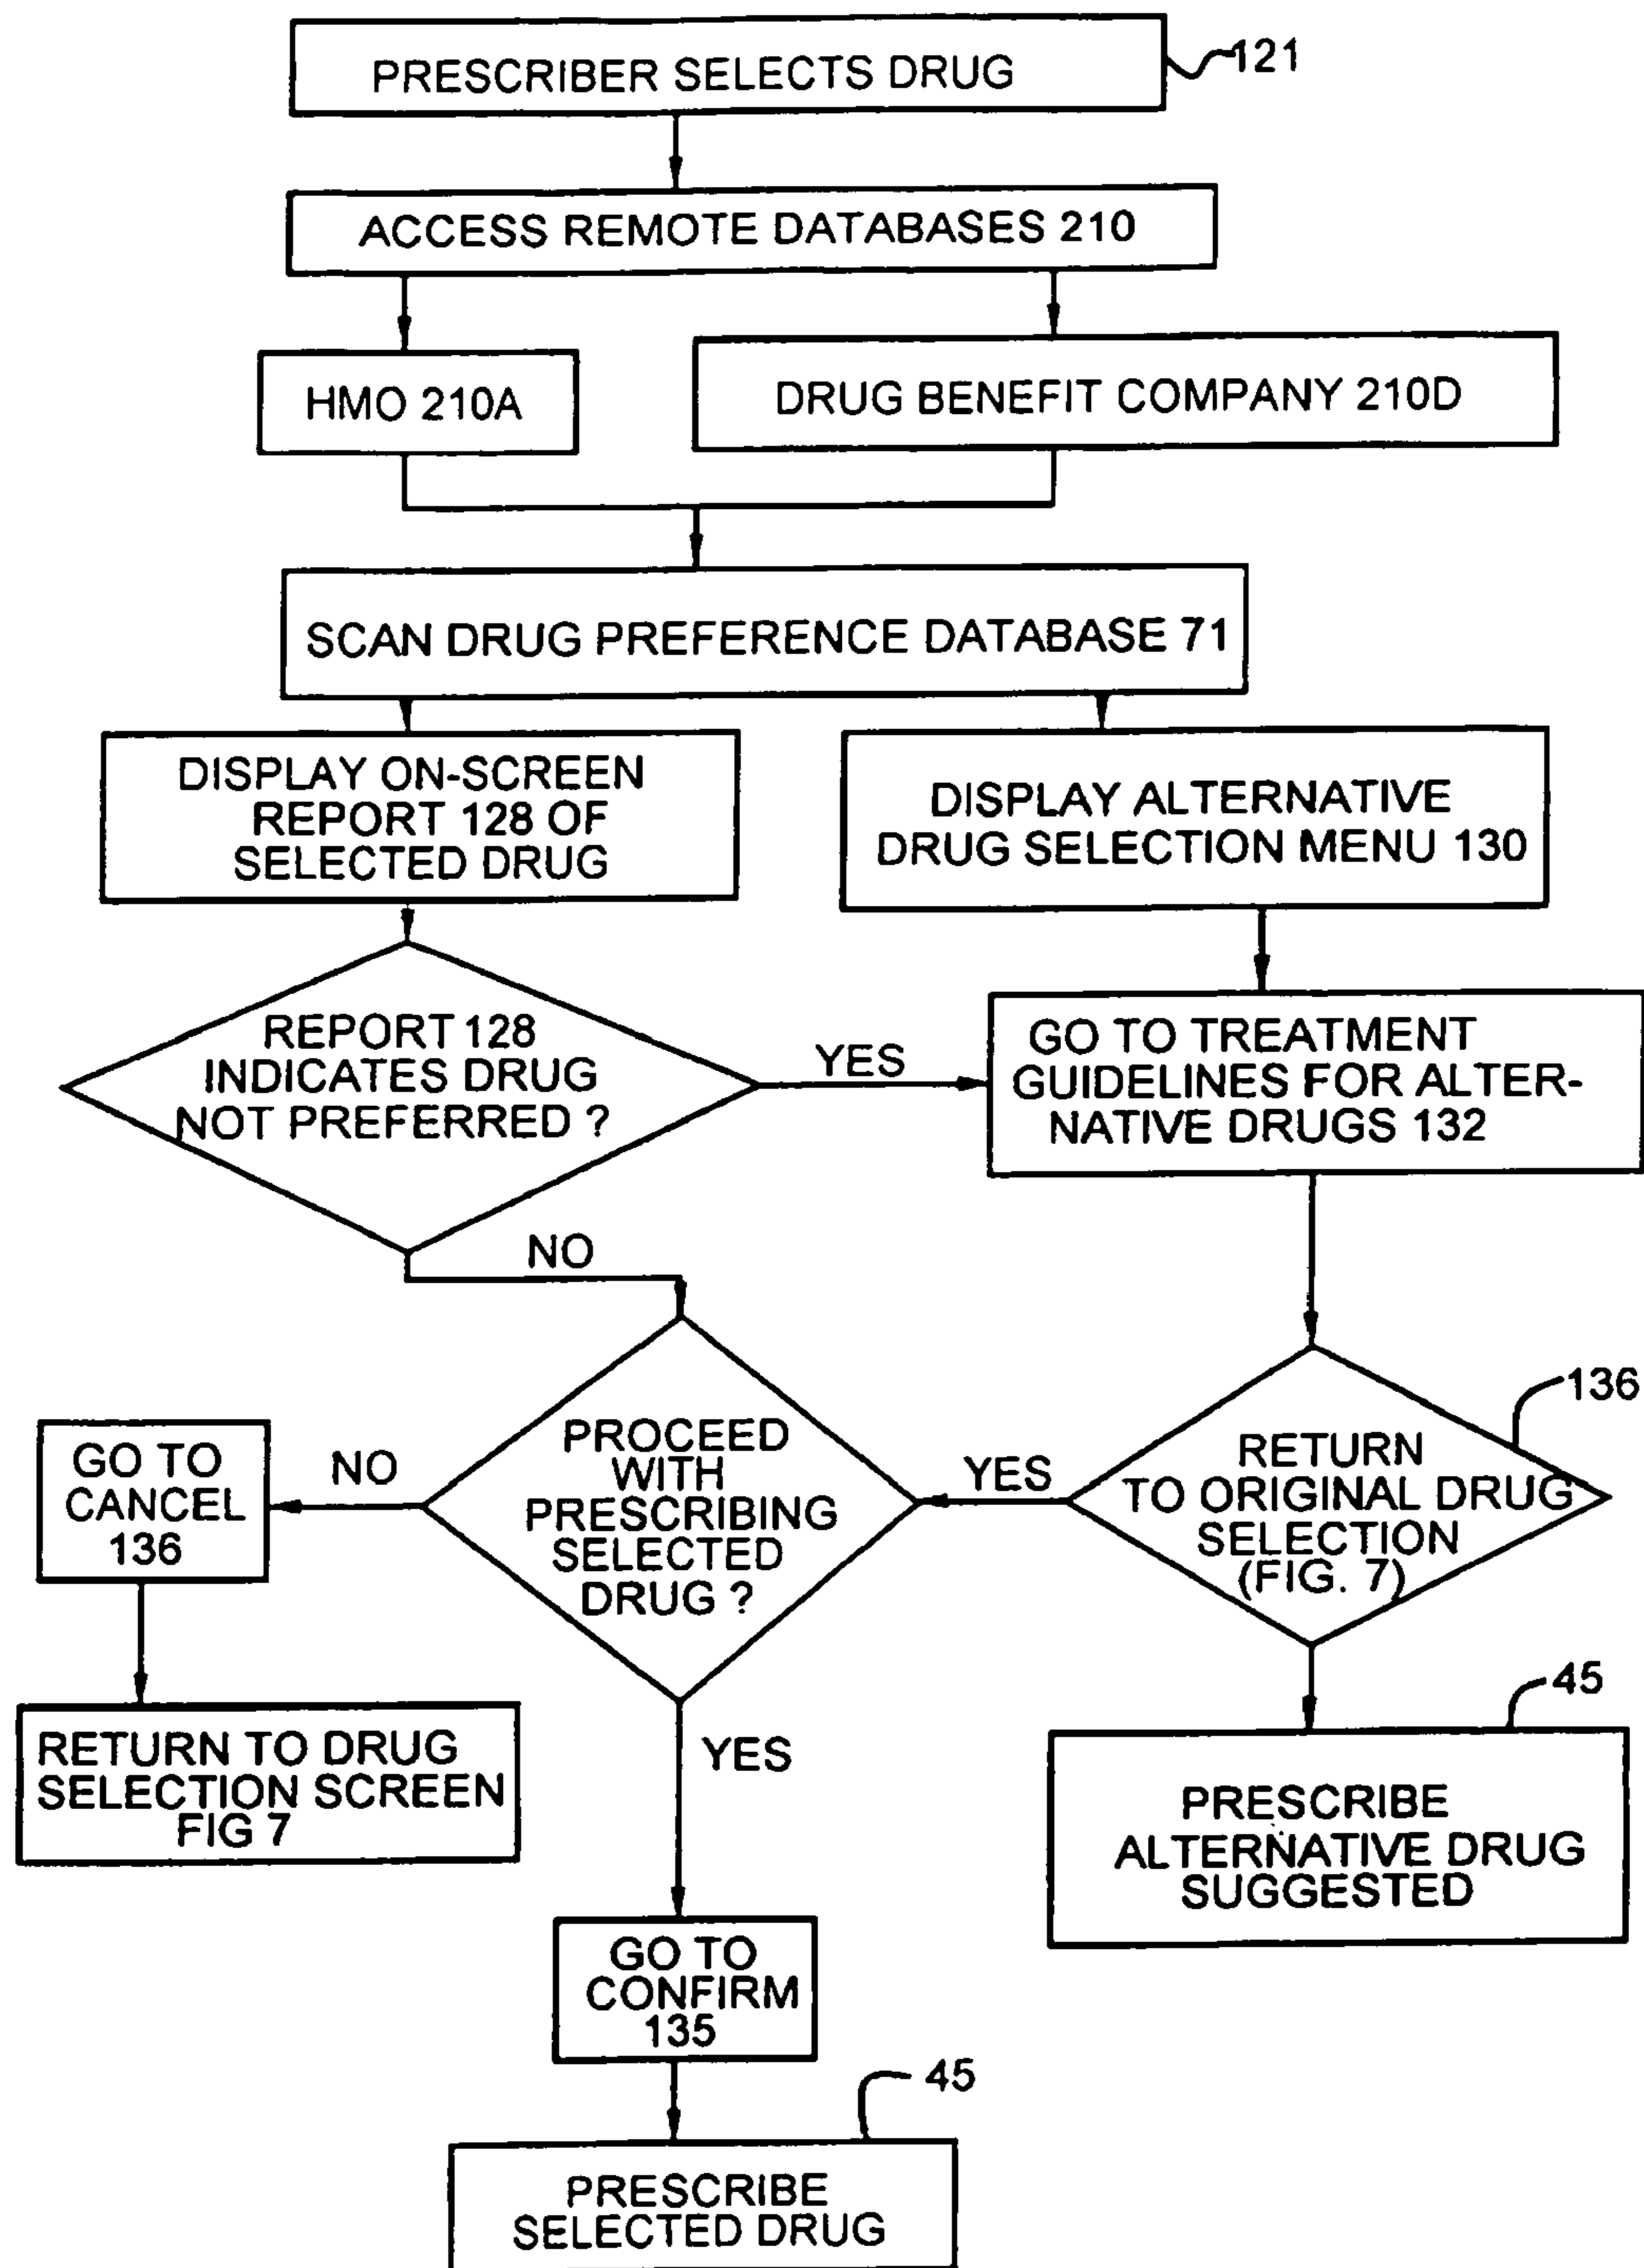 PRESCRIBER SELECTS DRUG
121
ACCESS REMOTE DATABASES 210
HMO 210A
DRUG BENEFIT COMPANY 210D
SCAN DRUG PREFERENCE DATABASE 71
DISPLAY ON-SCREEN
REPORT 128 OF
SELECTED DRUG
DISPLAY ALTERNATIVE
DRUG SELECTION MENU 130
REPORT 128
INDICATES DRUG
NOT PREFERRED ?
YES
GO TO TREATMENT
GUIDELINES FOR ALTER-
NATIVE DRUGS 132
NO
136
RETURN
TO ORIGINAL DRUG
SELECTION
(FIG. 7)
YES
PROCEED
WITH
PRESCRIBING
SELECTED
DRUG ?
NO
GO TO
CANCEL
136
RETURN TO DRUG
SELECTION SCREEN
FIG 7
YES
45
PRESCRIBE
ALTERNATIVE DRUG
SUGGESTED
GO TO
CONFIRM
135
45
PRESCRIBE
SELECTED DRUG